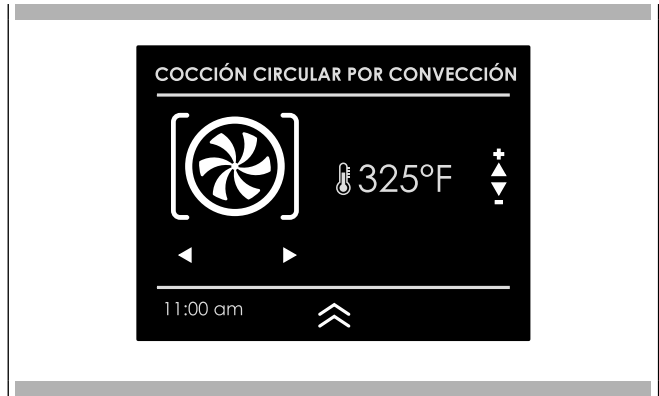 COCCIÓN CIRCULAR POR CONVECCIÓN
325°F
+
-
11:00 am